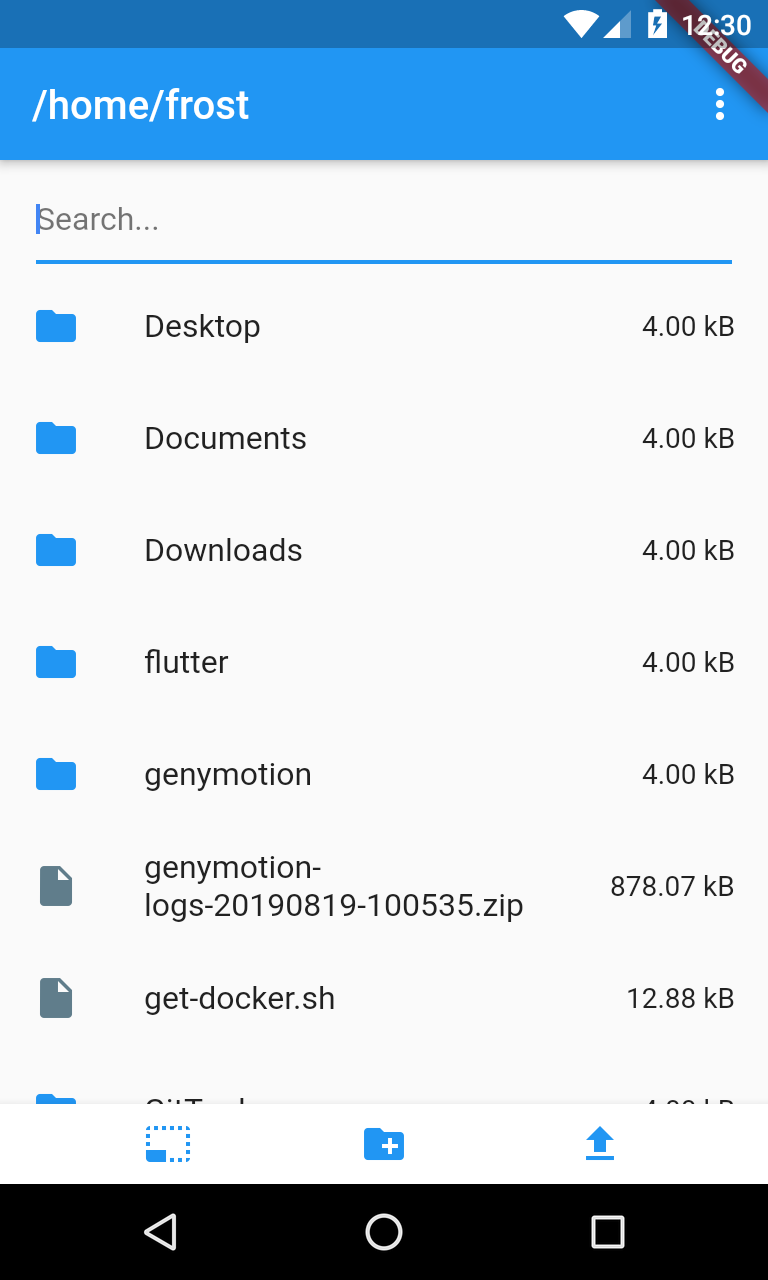 12:30
DEBUG
/home/frost
Search...
Desktop 4.00 kB
Documents 4.00 kB
Downloads 4.00 kB
flutter 4.00 kB
genymotion 4.00 kB
genymotion-
logs-20190819-100535.zip 878.07 kB
get-docker.sh 12.88 kB